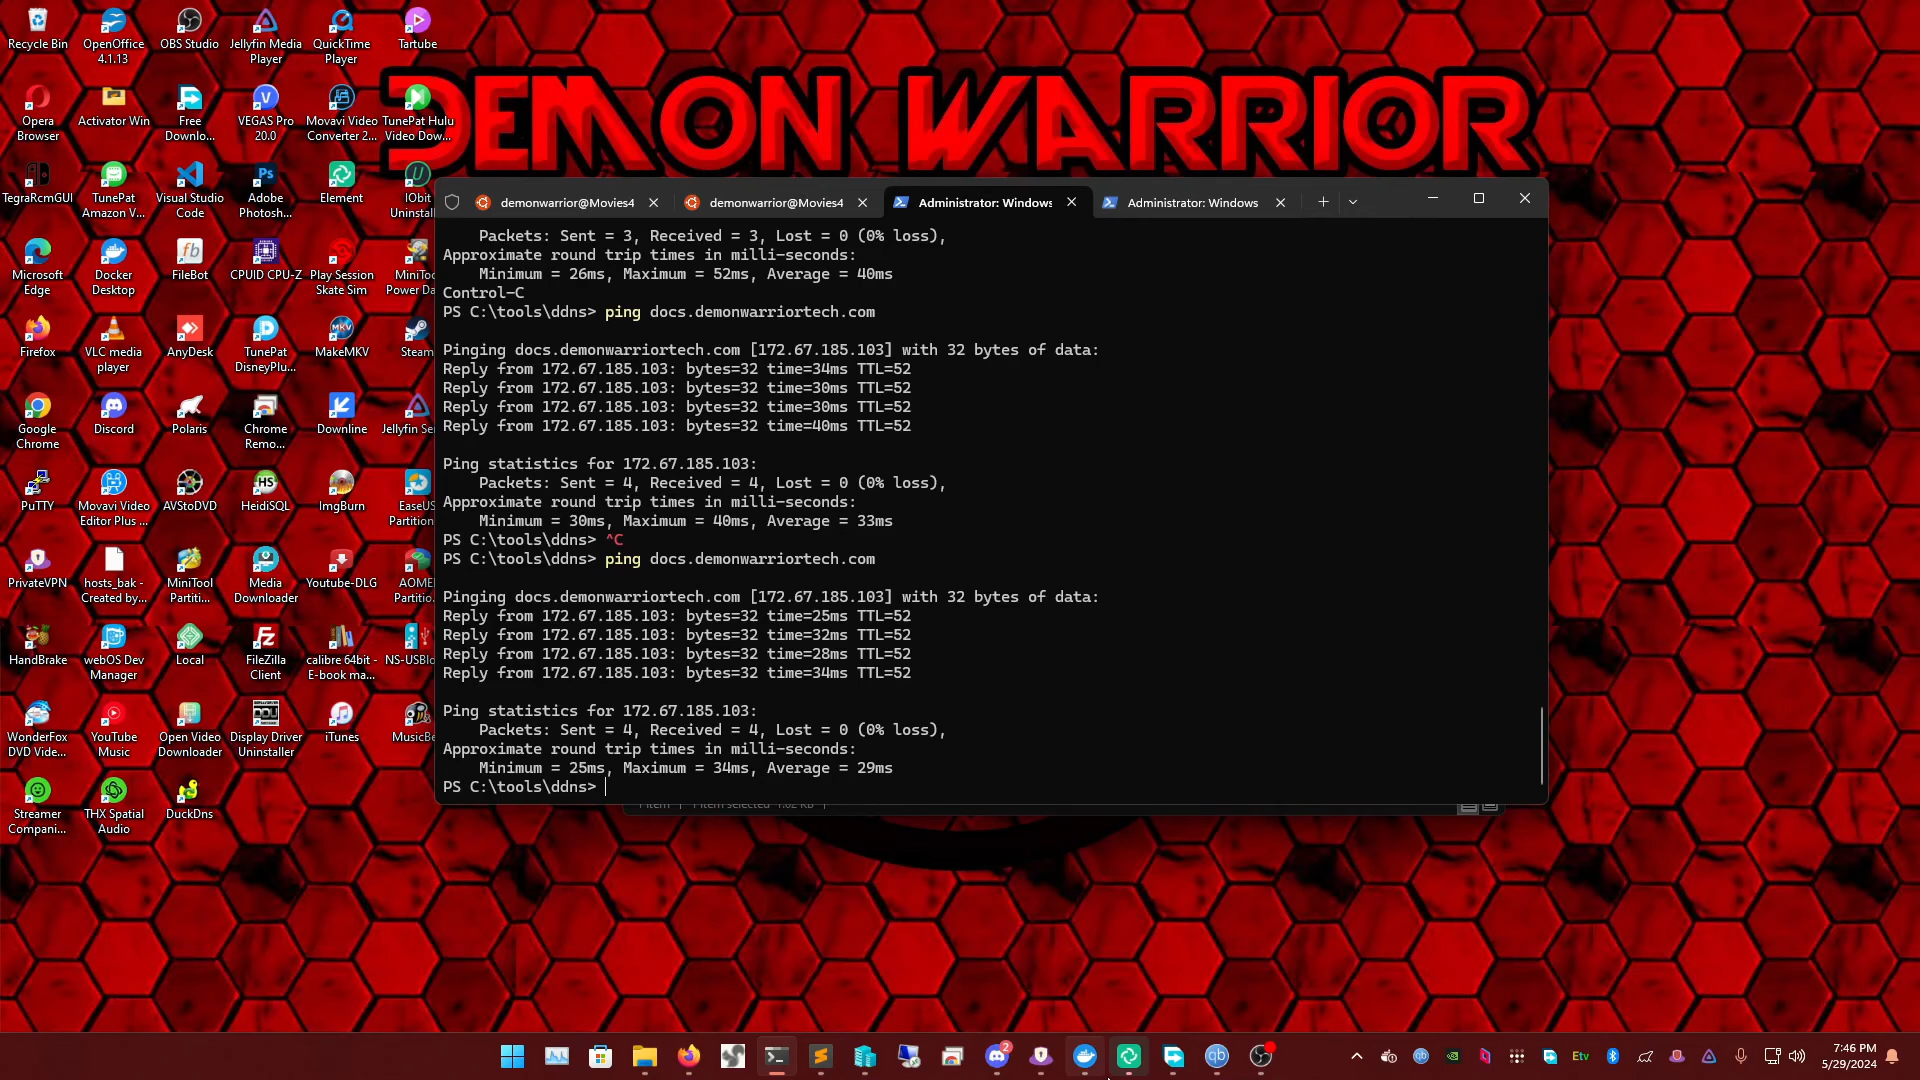 Recycle Bin
OpenOffice 4.1.13
OBS Studio
Jellyfin Media Player
QuickTime Player
Tartube
Opera Browser
Activator Win
Free Downlo...
VEGAS Pro 20.0
Movavi Video Converter 2...
TunePat Hulu Video Dow...
DEMON WARRIOR
TegraRcmGUI
TunePat Amazon V...
Visual Studio Code
Adobe Photosh...
Element
IObit
Microsoft Edge
Docker Desktop
FileBot
CPUID CPU-Z
Play Session Skate Sim
Power Da
Firefox
VLC media player
AnyDesk
TunePat DisneyPlu...
MakeMKV
Steam
Google Chrome
Discord
Polaris
Chrome Remo...
Downline
Jellyfin Se
PuTTY
Movavi Video Editor Plus ...
AVStoDVD
HeidiSQL
ImgBurn
EaseUS
Partition
PrivateVPN
hosts_bak - Created by...
MiniTool Partiti...
Media Downloader
Youtube-DLG
AOME
Partitio
HandBrake
webOS Dev Manager
Local
FileZilla Client
calibre 64bit - E-book ma...
NS-USBlo
WonderFox DVD Vide...
YouTube Music
Open Video Downloader
Display Driver Uninstaller
iTunes
MusicBe
Streamer Compani...
THX Spatial Audio
DuckDns
demonwarrior@Movies4
demonwarrior@Movies4
Administrator: Windows
Administrator: Windows
Packets: Sent = 3, Received = 3, Lost = 0 (0% loss),
Approximate round trip times in milli-seconds:
Minimum = 26ms, Maximum = 52ms, Average = 40ms
Control-C
PS C:\tools\ddns> ping docs.demonwarriortech.com
Pinging docs.demonwarriortech.com [172.67.185.103] with 32 bytes of data:
Reply from 172.67.185.103: bytes=32 time=34ms TTL=52
Reply from 172.67.185.103: bytes=32 time=30ms TTL=52
Reply from 172.67.185.103: bytes=32 time=30ms TTL=52
Reply from 172.67.185.103: bytes=32 time=40ms TTL=52
Ping statistics for 172.67.185.103:
Packets: Sent = 4, Received = 4, Lost = 0 (0% loss),
Approximate round trip times in milli-seconds:
Minimum = 30ms, Maximum = 40ms, Average = 33ms
PS C:\tools\ddns> ^C
PS C:\tools\ddns> ping docs.demonwarriortech.com
Pinging docs.demonwarriortech.com [172.67.185.103] with 32 bytes of data:
Reply from 172.67.185.103: bytes=32 time=25ms TTL=52
Reply from 172.67.185.103: bytes=32 time=32ms TTL=52
Reply from 172.67.185.103: bytes=32 time=28ms TTL=52
Reply from 172.67.185.103: bytes=32 time=34ms TTL=52
Ping statistics for 172.67.185.103:
Packets: Sent = 4, Received = 4, Lost = 0 (0% loss),
Approximate round trip times in milli-seconds:
Minimum = 25ms, Maximum = 34ms, Average = 29ms
PS C:\tools\ddns>
7:46 PM
5/29/2024